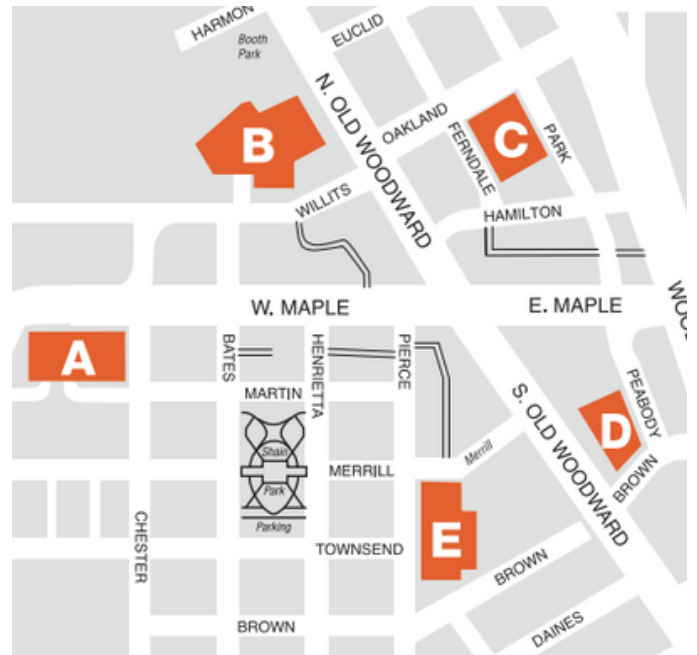 HARMON
Booth
Park
EUCLID
N. OLD WOODWARD
OAKLAND
B
C
FERNDALE
PARK
WILLITS
HAMILTON
W. MAPLE
E. MAPLE
WOO
A
BATES
HENRIETTA
PIERCE
MARTIN
S. OLD WOODWARD
PEABODY
D
Shain
Park
Parking
MERRILL
Merrill
BROWN
CHESTER
E
TOWNSEND
BROWN
BROWN
DAINES